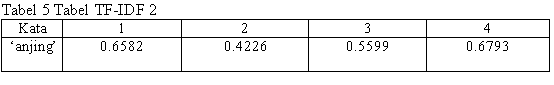 Tabel 5 Tabel TF-IDF 2
Kata 1 2 3 4
‘anjing’ 0.6582 0.4226 0.5599 0.6793